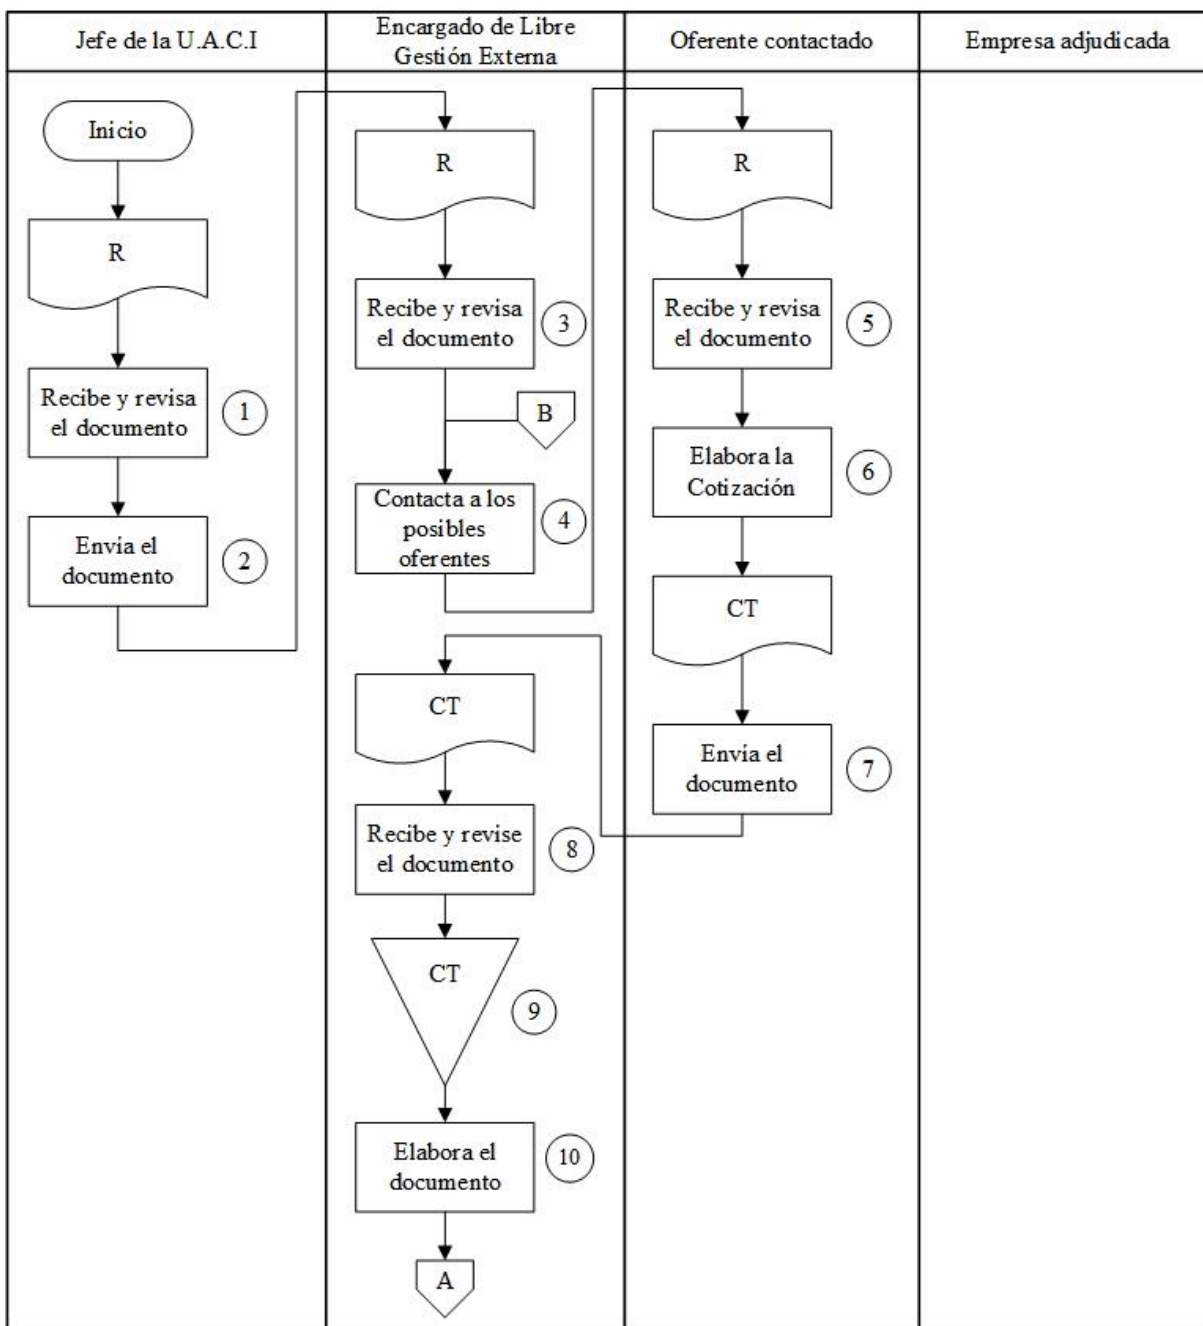 Jefe de la U.A.C.I
Encargado de Libre
Gestión Externa
Oferente contactado
Empresa adjudicada
Inicio
R
Recibe y revisa
el documento
1
Envía el
documento
2
R
Recibe y revisa
el documento
3
B
Contacta a los
posibles
oferentes
4
R
Recibe y revisa
el documento
5
Elabora la
Cotización
6
CT
Envía el
documento
7
CT
Recibe y revise
el documento
8
CT
9
Elabora el
documento
10
A